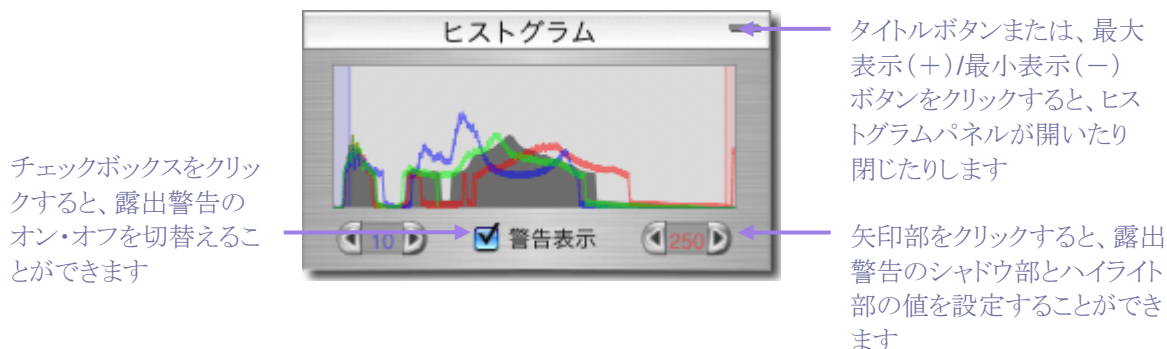 ヒストグラム
タイトルボタンまたは、最大
表示(+)/最小表示(-)
ボタンをクリックすると、ヒス
トグラムパネルが開いたり
閉じたりします
チェックボックスをクリッ
クすると、露出警告の
オン・オフを切替えるこ
とができます
10
警告表示
250
矢印部をクリックすると、露出
警告のシャドウ部とハイライト
部の値を設定することができ
ます